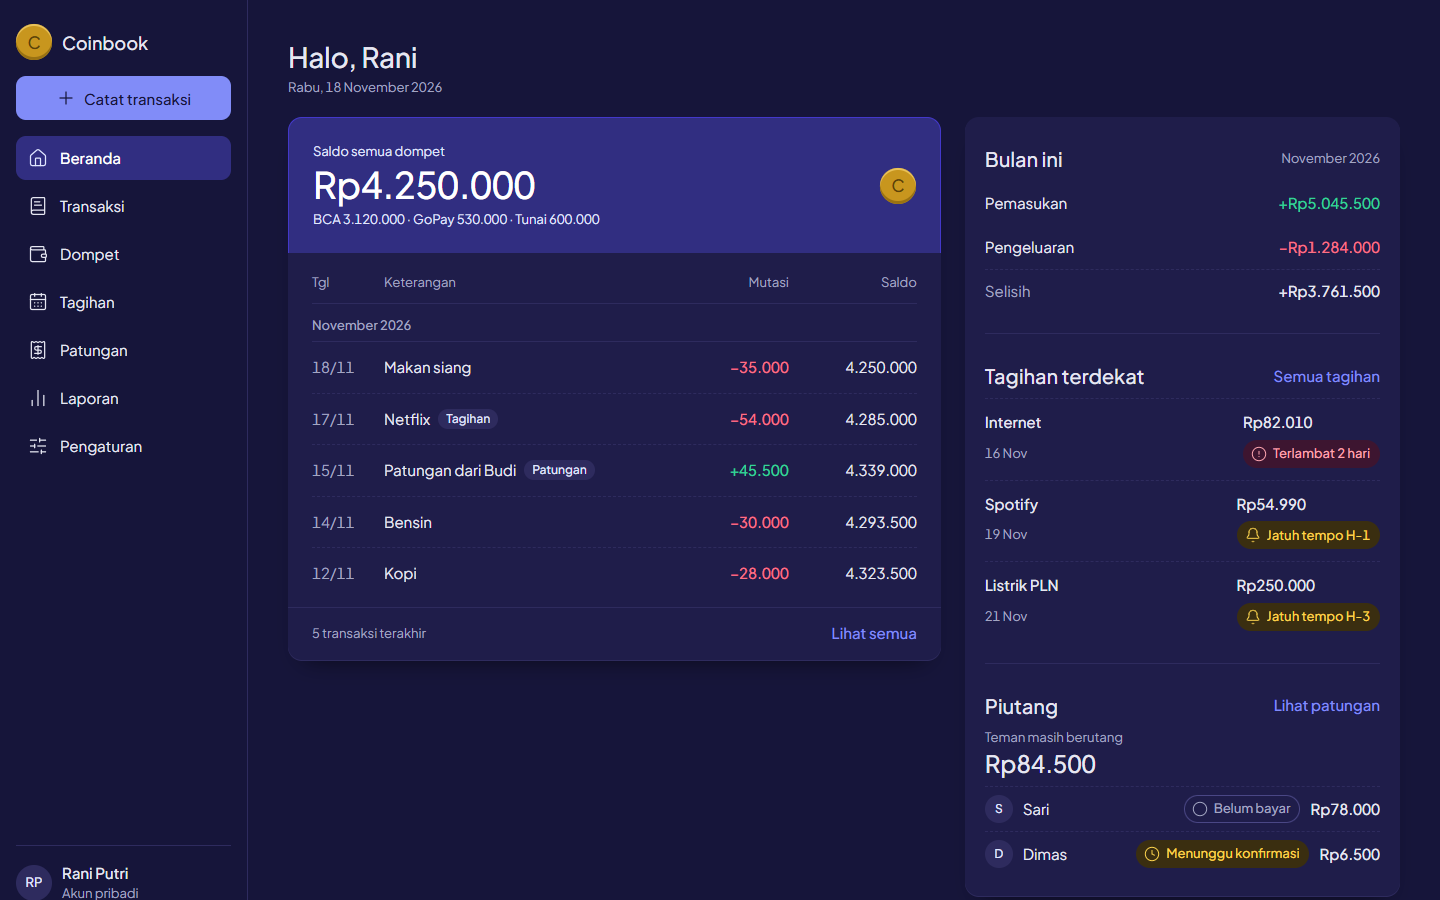 C Coinbook
Catat transaksi
Beranda
Transaksi
Dompet
Tagihan
Patungan
Laporan
Pengaturan
RP Rani Putri
Akun pribadi
Halo, Rani
Rabu, 18 November 2026
Saldo semua dompet
Rp4.250.000
BCA 3.120.000 · GoPay 530.000 · Tunai 600.000
C
Tgl Keterangan Mutasi Saldo
November 2026
18/11 Makan siang −35.000 4.250.000
17/11 Netflix Tagihan −54.000 4.285.000
15/11 Patungan dari Budi Patungan +45.500 4.339.000
14/11 Bensin −30.000 4.293.500
12/11 Kopi −28.000 4.323.500
5 transaksi terakhir Lihat semua
Bulan ini November 2026
Pemasukan +Rp5.045.500
Pengeluaran −Rp1.284.000
Selisih +Rp3.761.500
Tagihan terdekat Semua tagihan
Internet Rp82.010
16 Nov Terlambat 2 hari
Spotify Rp54.990
19 Nov Jatuh tempo H-1
Listrik PLN Rp250.000
21 Nov Jatuh tempo H-3
Piutang Lihat patungan
Teman masih berutang
Rp84.500
S Sari Belum bayar Rp78.000
D Dimas Menunggu konfirmasi Rp6.500